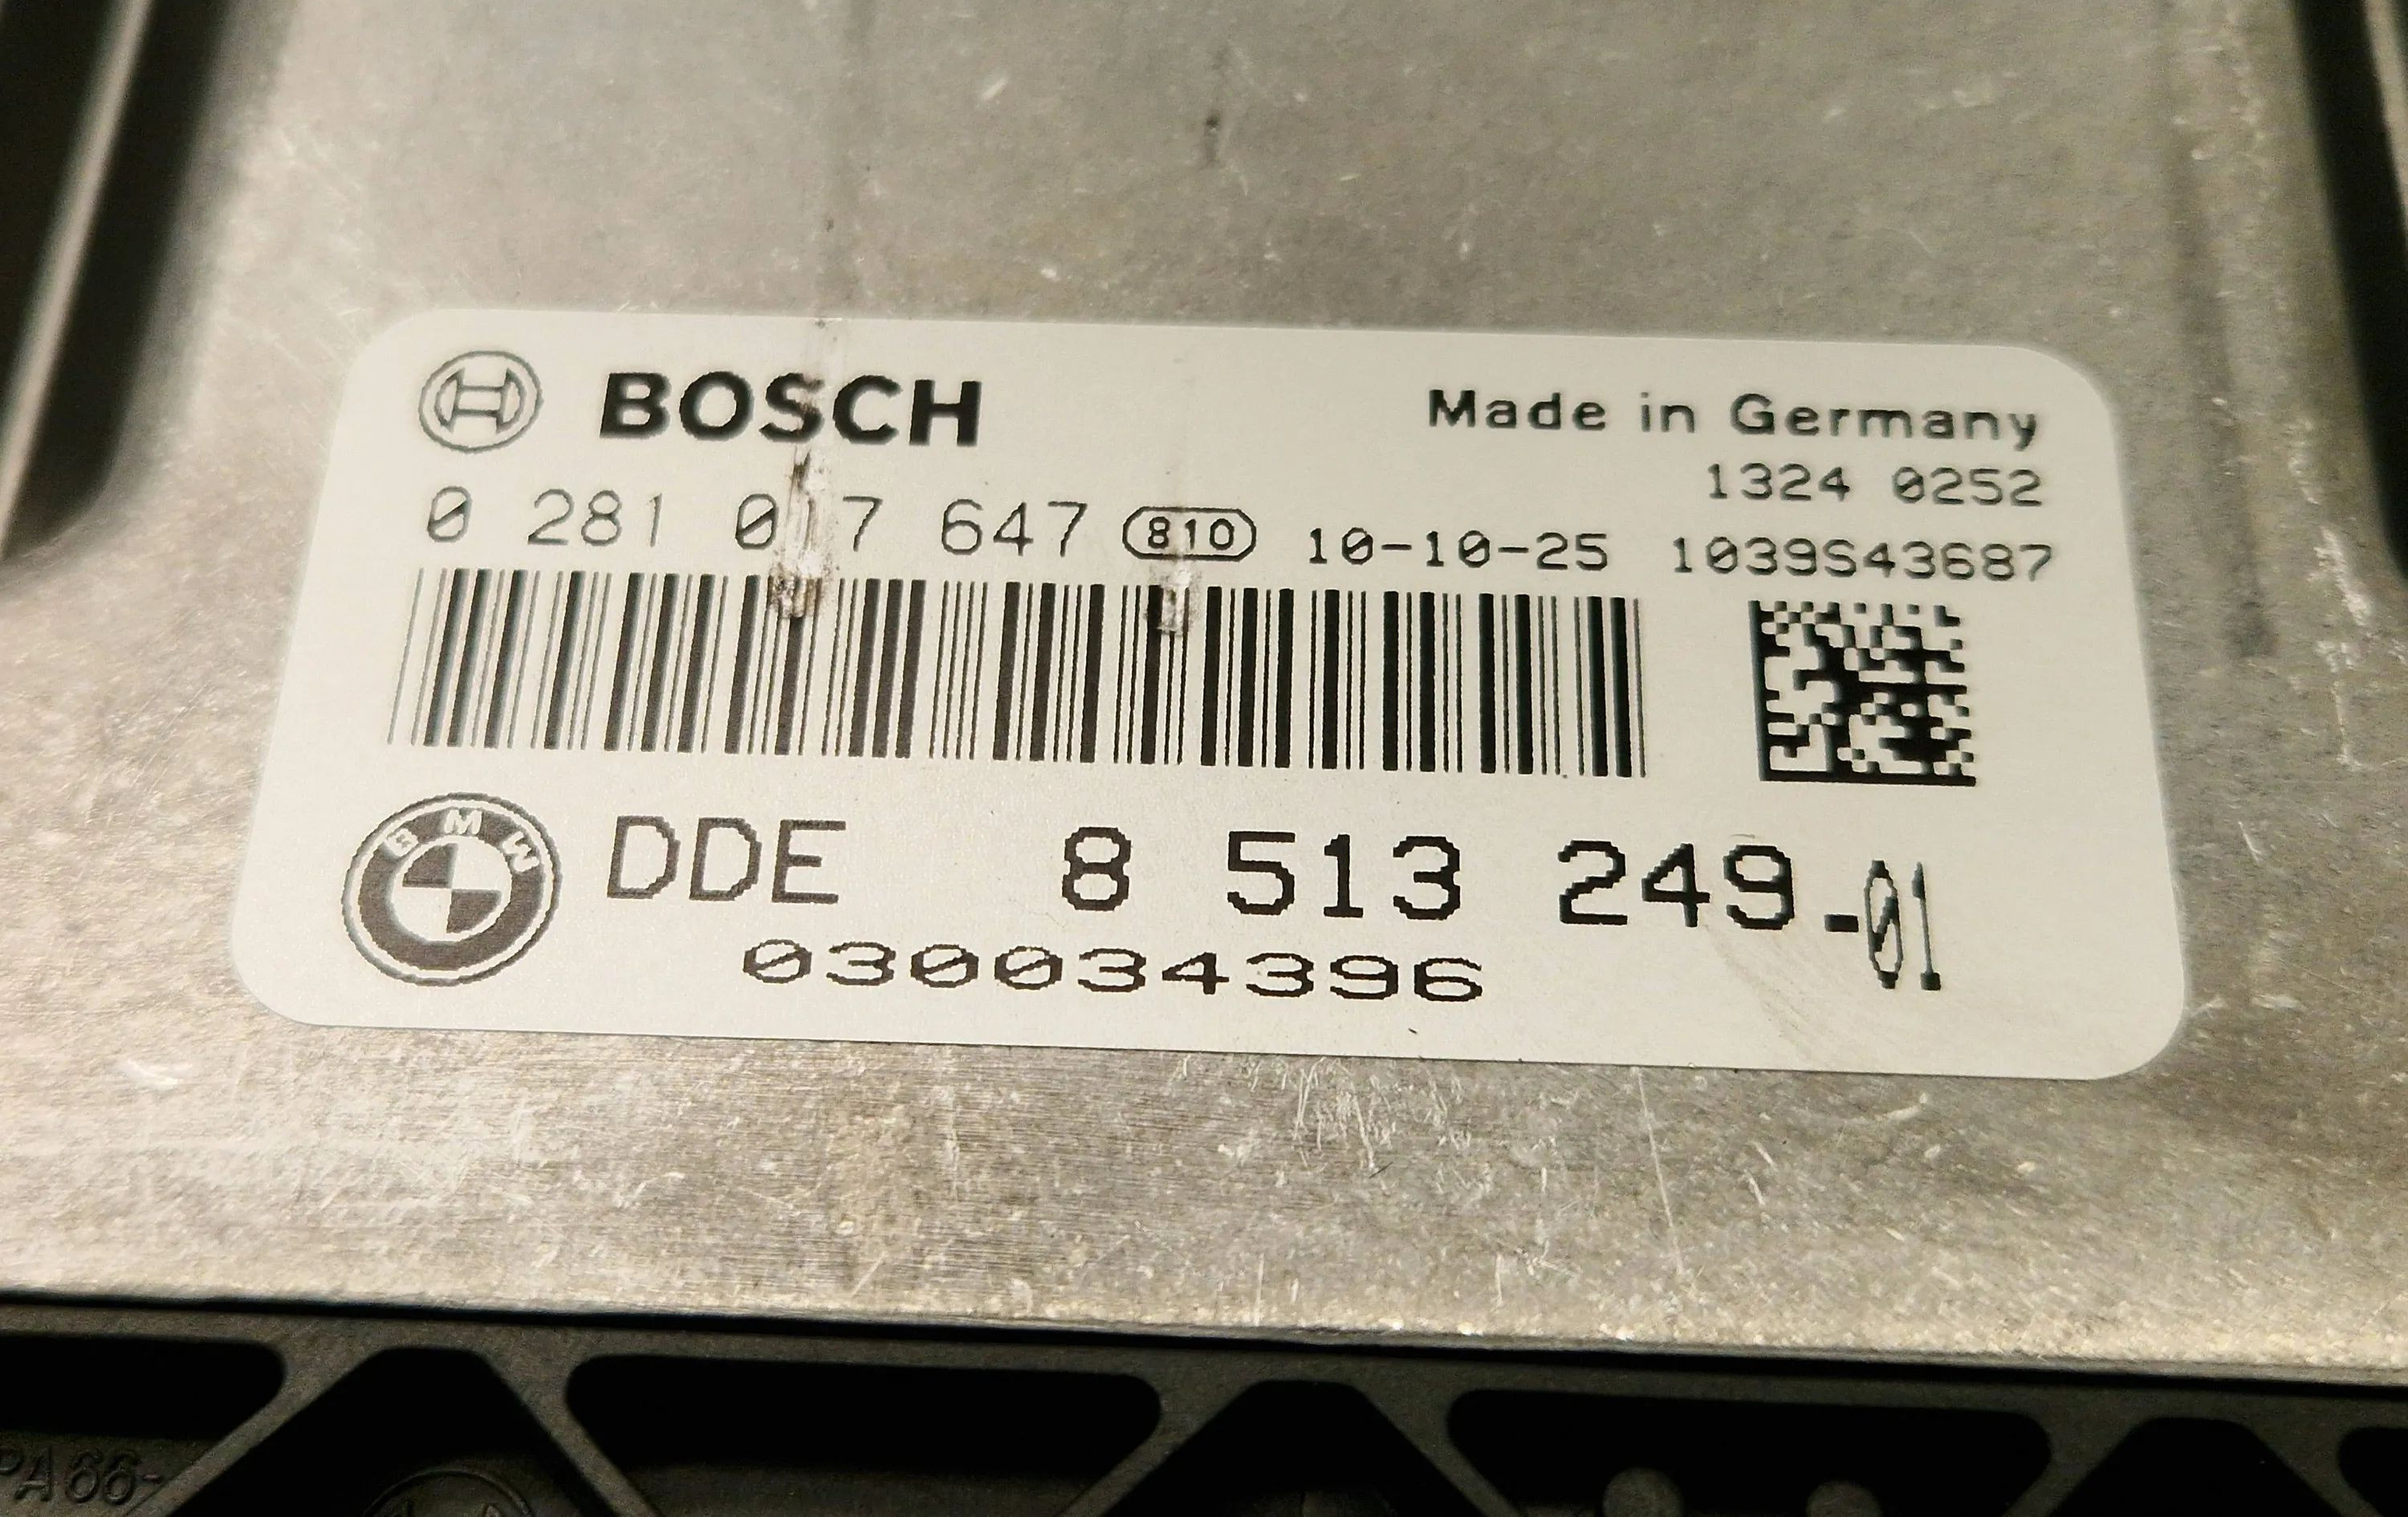 BOSCH
Made in Germany
1324 0252
0 281 017 647 810 10-10-25 1039S43687
BMW
DDE 8 513 249-01
030034396
PA66-